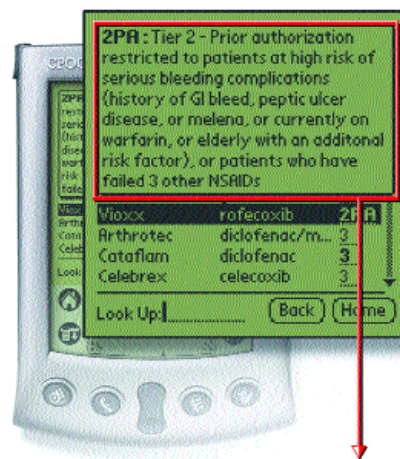 2PA : Tier 2 - Prior authorization
restricted to patients at high risk of
serious bleeding complications
(history of GI bleed, peptic ulcer
disease, or melena, or currently on
warfarin, or elderly with an additonal
risk factor), or patients who have
failed 3 other NSAIDs
Vioxx rofecoxib 2PA
Arthrotec diclofenac/m... 3
Cataflam diclofenac 3
Celebrex celecoxib 3
Look Up: Back Home